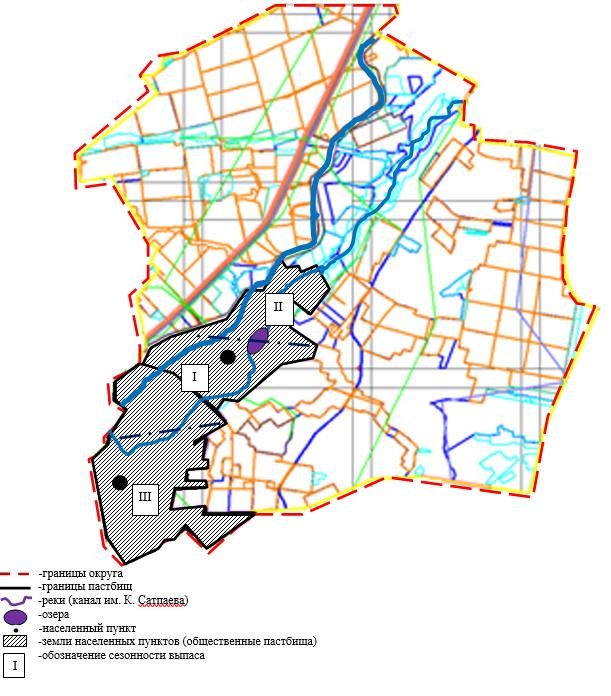 II
I
III
-границы округа
-границы пастбищ
-реки (канал им. К. Сатпаева)
-озера
-населенный пункт
-земли населенных пунктов (общественные пастбища)
I
-обозначение сезонности выпаса